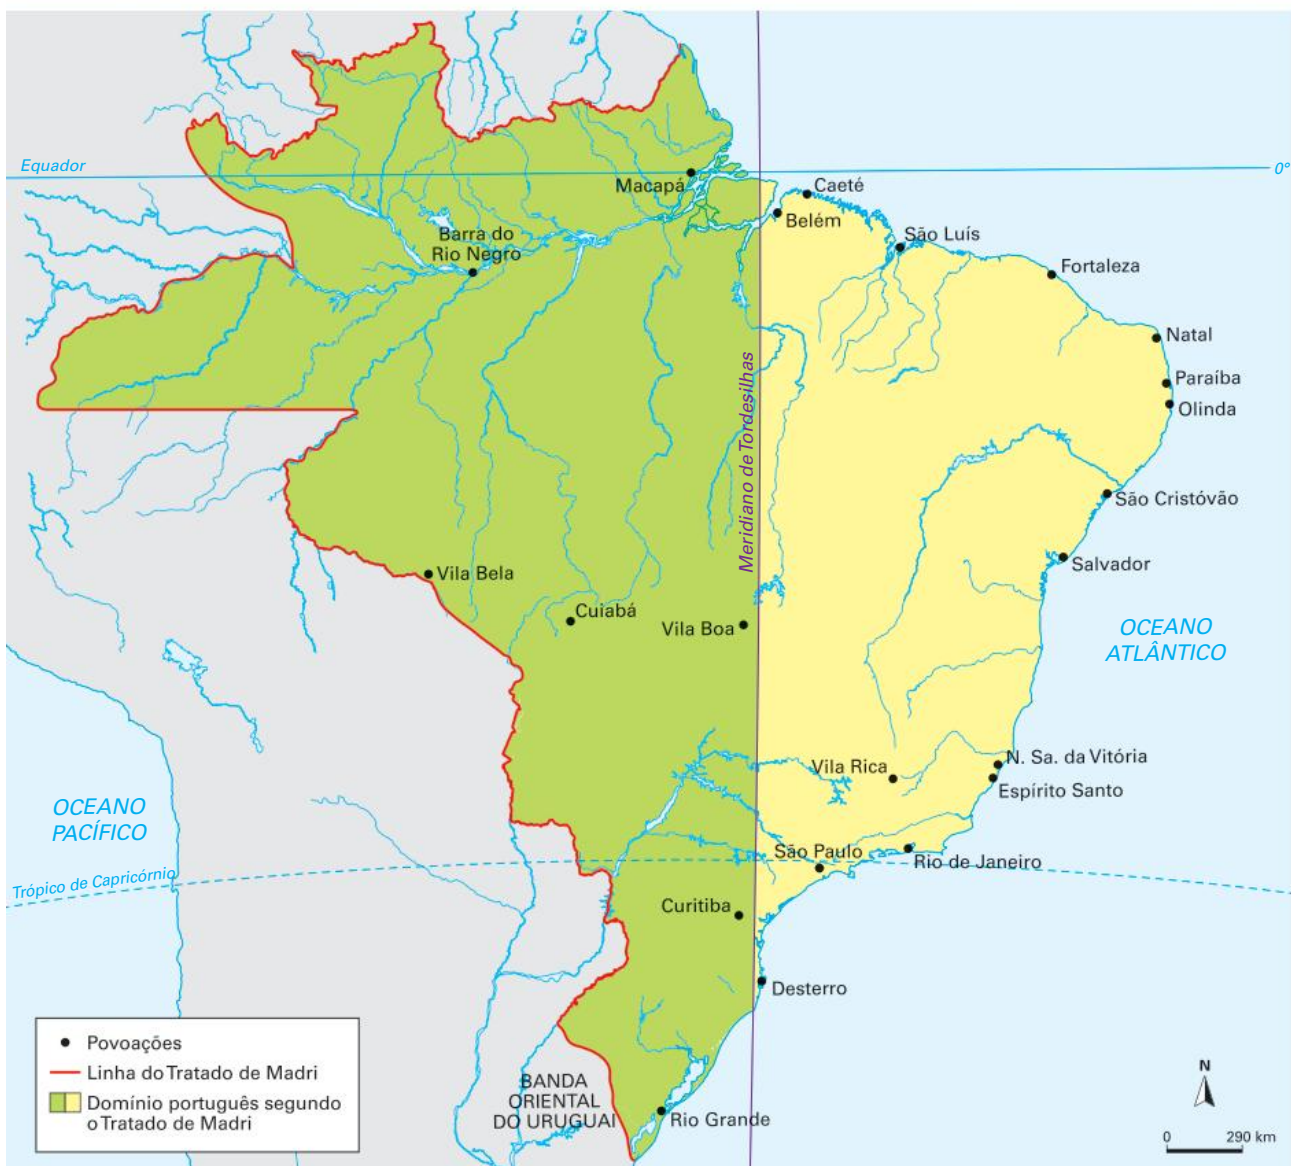 Equador
0º
Macapá
Caeté
Belém
São Luís
Barra do
Rio Negro
Fortaleza
Natal
Paraíba
Olinda
Meridiano de Tordesilhas
São Cristóvão
Salvador
Vila Bela
Cuiabá
Vila Boa
OCEANO
ATLÂNTICO
N. Sa. da Vitória
Vila Rica
Espírito Santo
OCEANO
PACÍFICO
São Paulo
Rio de Janeiro
Trópico de Capricórnio
Curitiba
Desterro
Povoações
Linha do Tratado de Madri
Domínio português segundo
o Tratado de Madri
BANDA
ORIENTAL
DO URUGUAI
Rio Grande
N
0 290 km